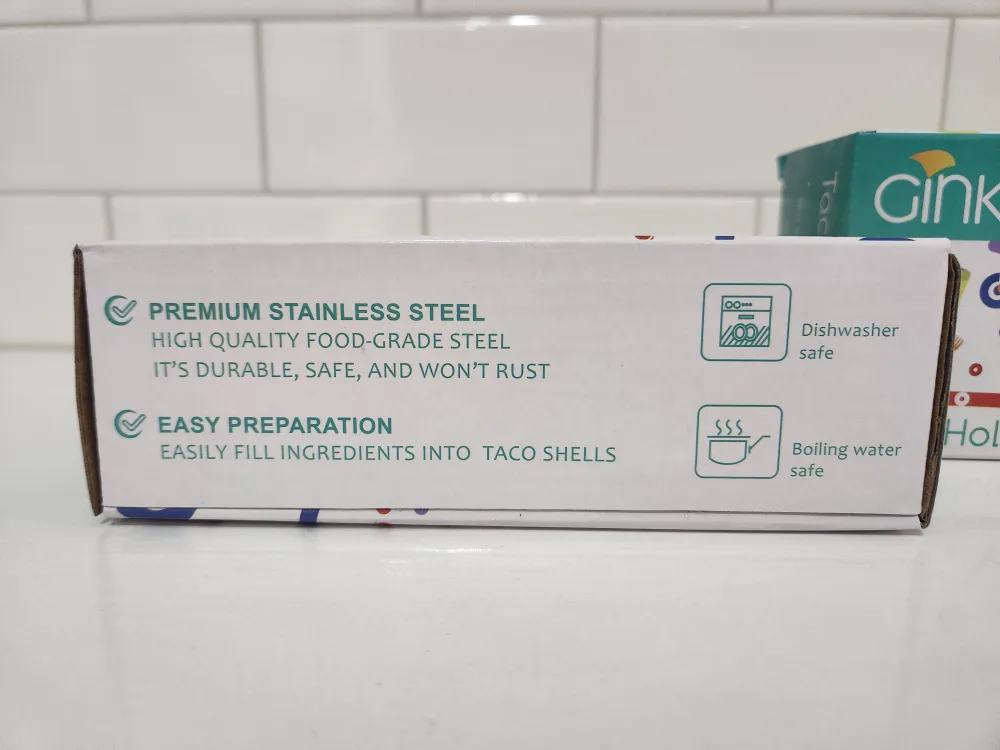 PREMIUM STAINLESS STEEL
HIGH QUALITY FOOD-GRADE STEEL
IT'S DURABLE, SAFE, AND WON'T RUST
EASY PREPARATION
EASILY FILL INGREDIENTS INTO TACO SHELLS
Dishwasher
safe
Boiling water
safe
GINK
Hol